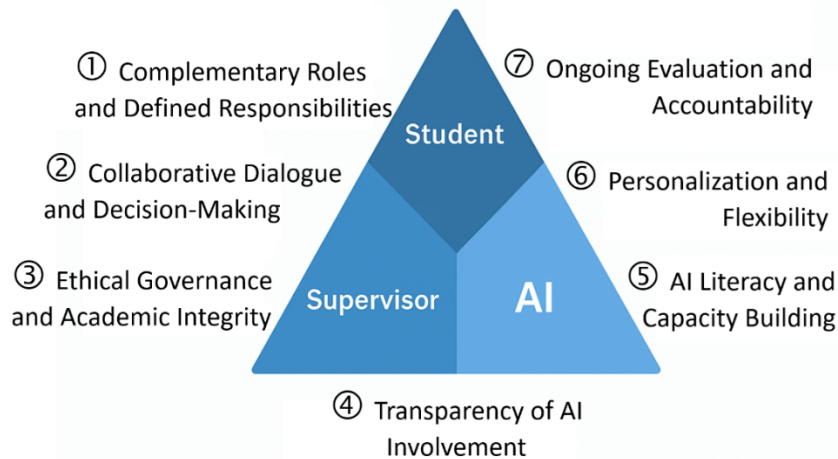 ① Complementary Roles
and Defined Responsibilities
② Collaborative Dialogue
and Decision-Making
③ Ethical Governance
and Academic Integrity
④ Transparency of AI
Involvement
⑤ AI Literacy and
Capacity Building
⑥ Personalization and
Flexibility
⑦ Ongoing Evaluation and
Accountability
Student
Supervisor
AI